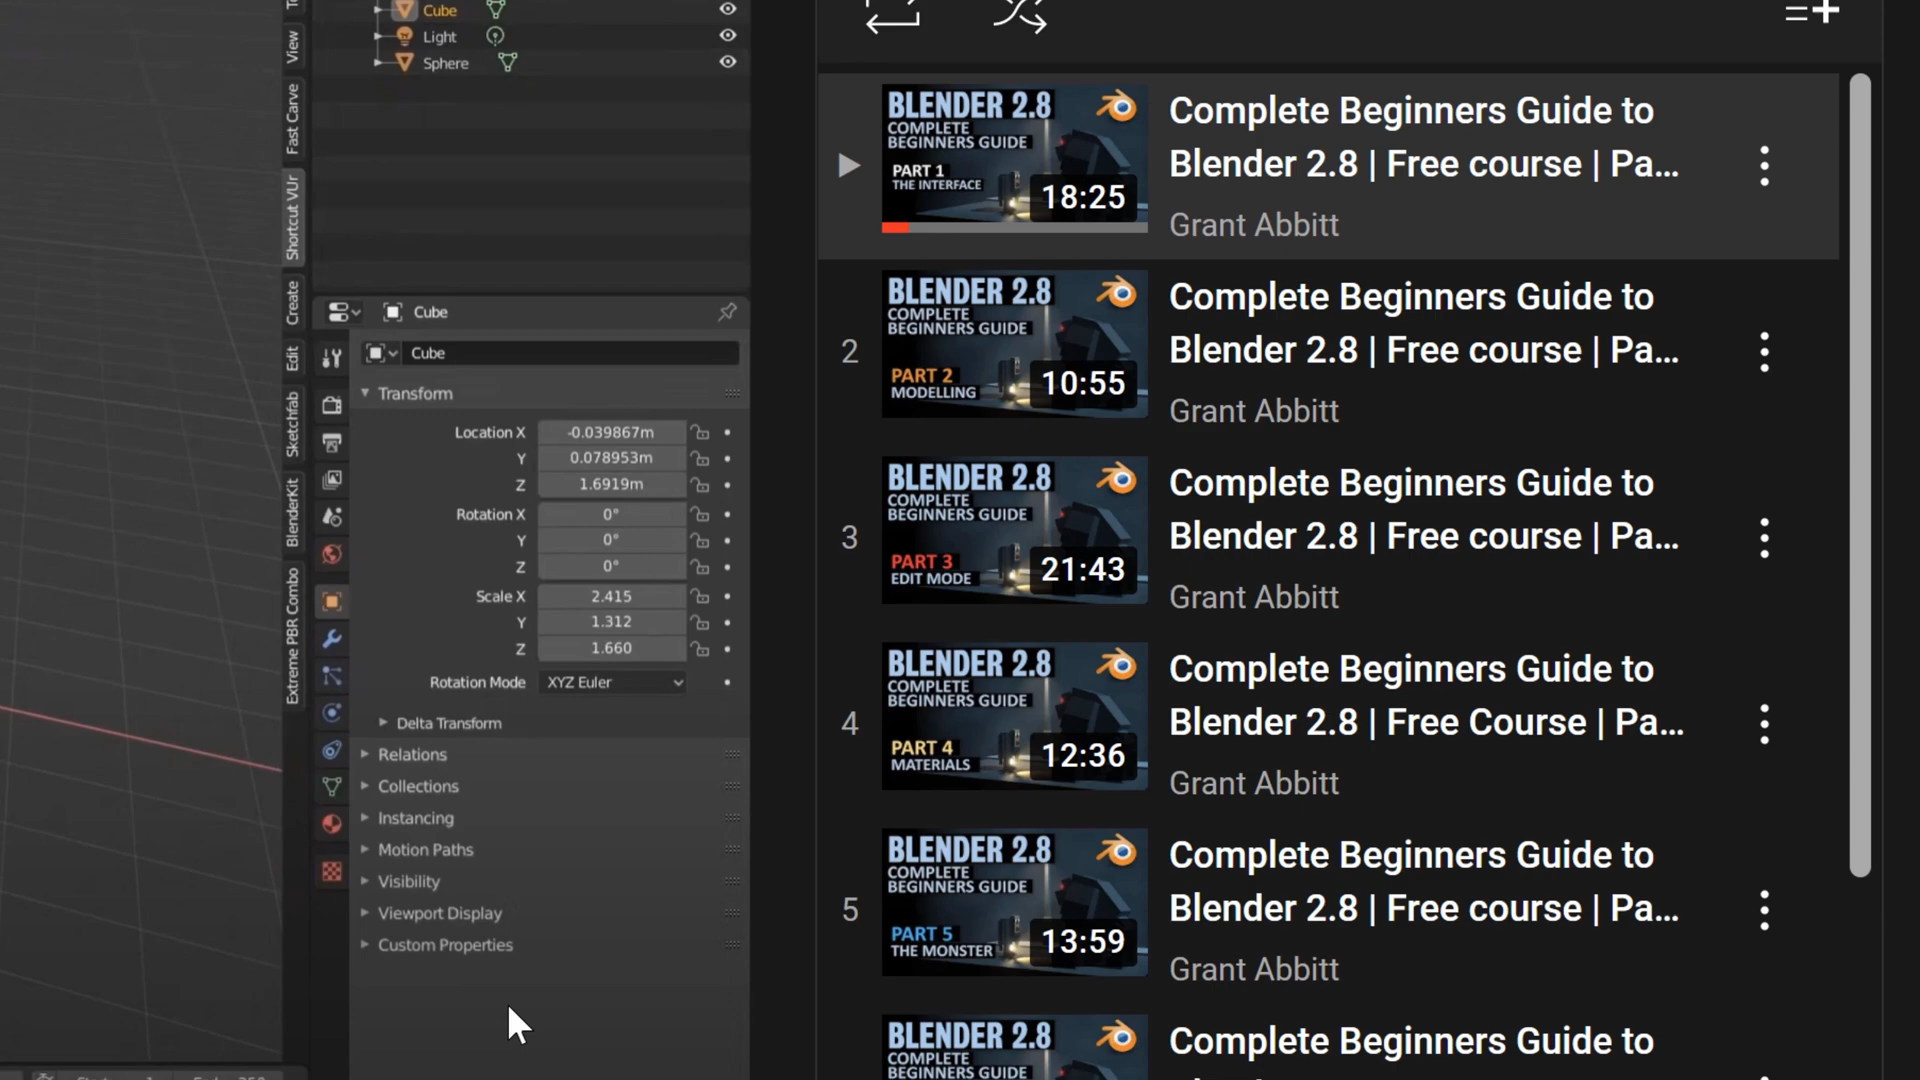 Cube
Light
Sphere
View
Fast Carve
Shortcut VUr
Create
Edit
Sketchfab
BlenderKit
Extreme PBR Combo
Cube
Cube
Transform
Location X -0.039867m
Y 0.078953m
Z 1.6919m
Rotation X 0°
Y 0°
Z 0°
Scale X 2.415
Y 1.312
Z 1.660
Rotation Mode XYZ Euler
Delta Transform
Relations
Collections
Instancing
Motion Paths
Visibility
Viewport Display
Custom Properties
BLENDER 2.8
COMPLETE
BEGINNERS GUIDE
PART 1
THE INTERFACE
18:25
Complete Beginners Guide to
Blender 2.8 | Free course | Pa...
Grant Abbitt
2
BLENDER 2.8
COMPLETE
BEGINNERS GUIDE
PART 2
MODELLING
10:55
Complete Beginners Guide to
Blender 2.8 | Free course | Pa...
Grant Abbitt
3
BLENDER 2.8
COMPLETE
BEGINNERS GUIDE
PART 3
EDIT MODE
21:43
Complete Beginners Guide to
Blender 2.8 | Free course | Pa...
Grant Abbitt
4
BLENDER 2.8
COMPLETE
BEGINNERS GUIDE
PART 4
MATERIALS
12:36
Complete Beginners Guide to
Blender 2.8 | Free Course | Pa...
Grant Abbitt
5
BLENDER 2.8
COMPLETE
BEGINNERS GUIDE
PART 5
THE MONSTER
13:59
Complete Beginners Guide to
Blender 2.8 | Free course | Pa...
Grant Abbitt
BLENDER 2.8
COMPLETE
BEGINNERS GUIDE
Complete Beginners Guide to